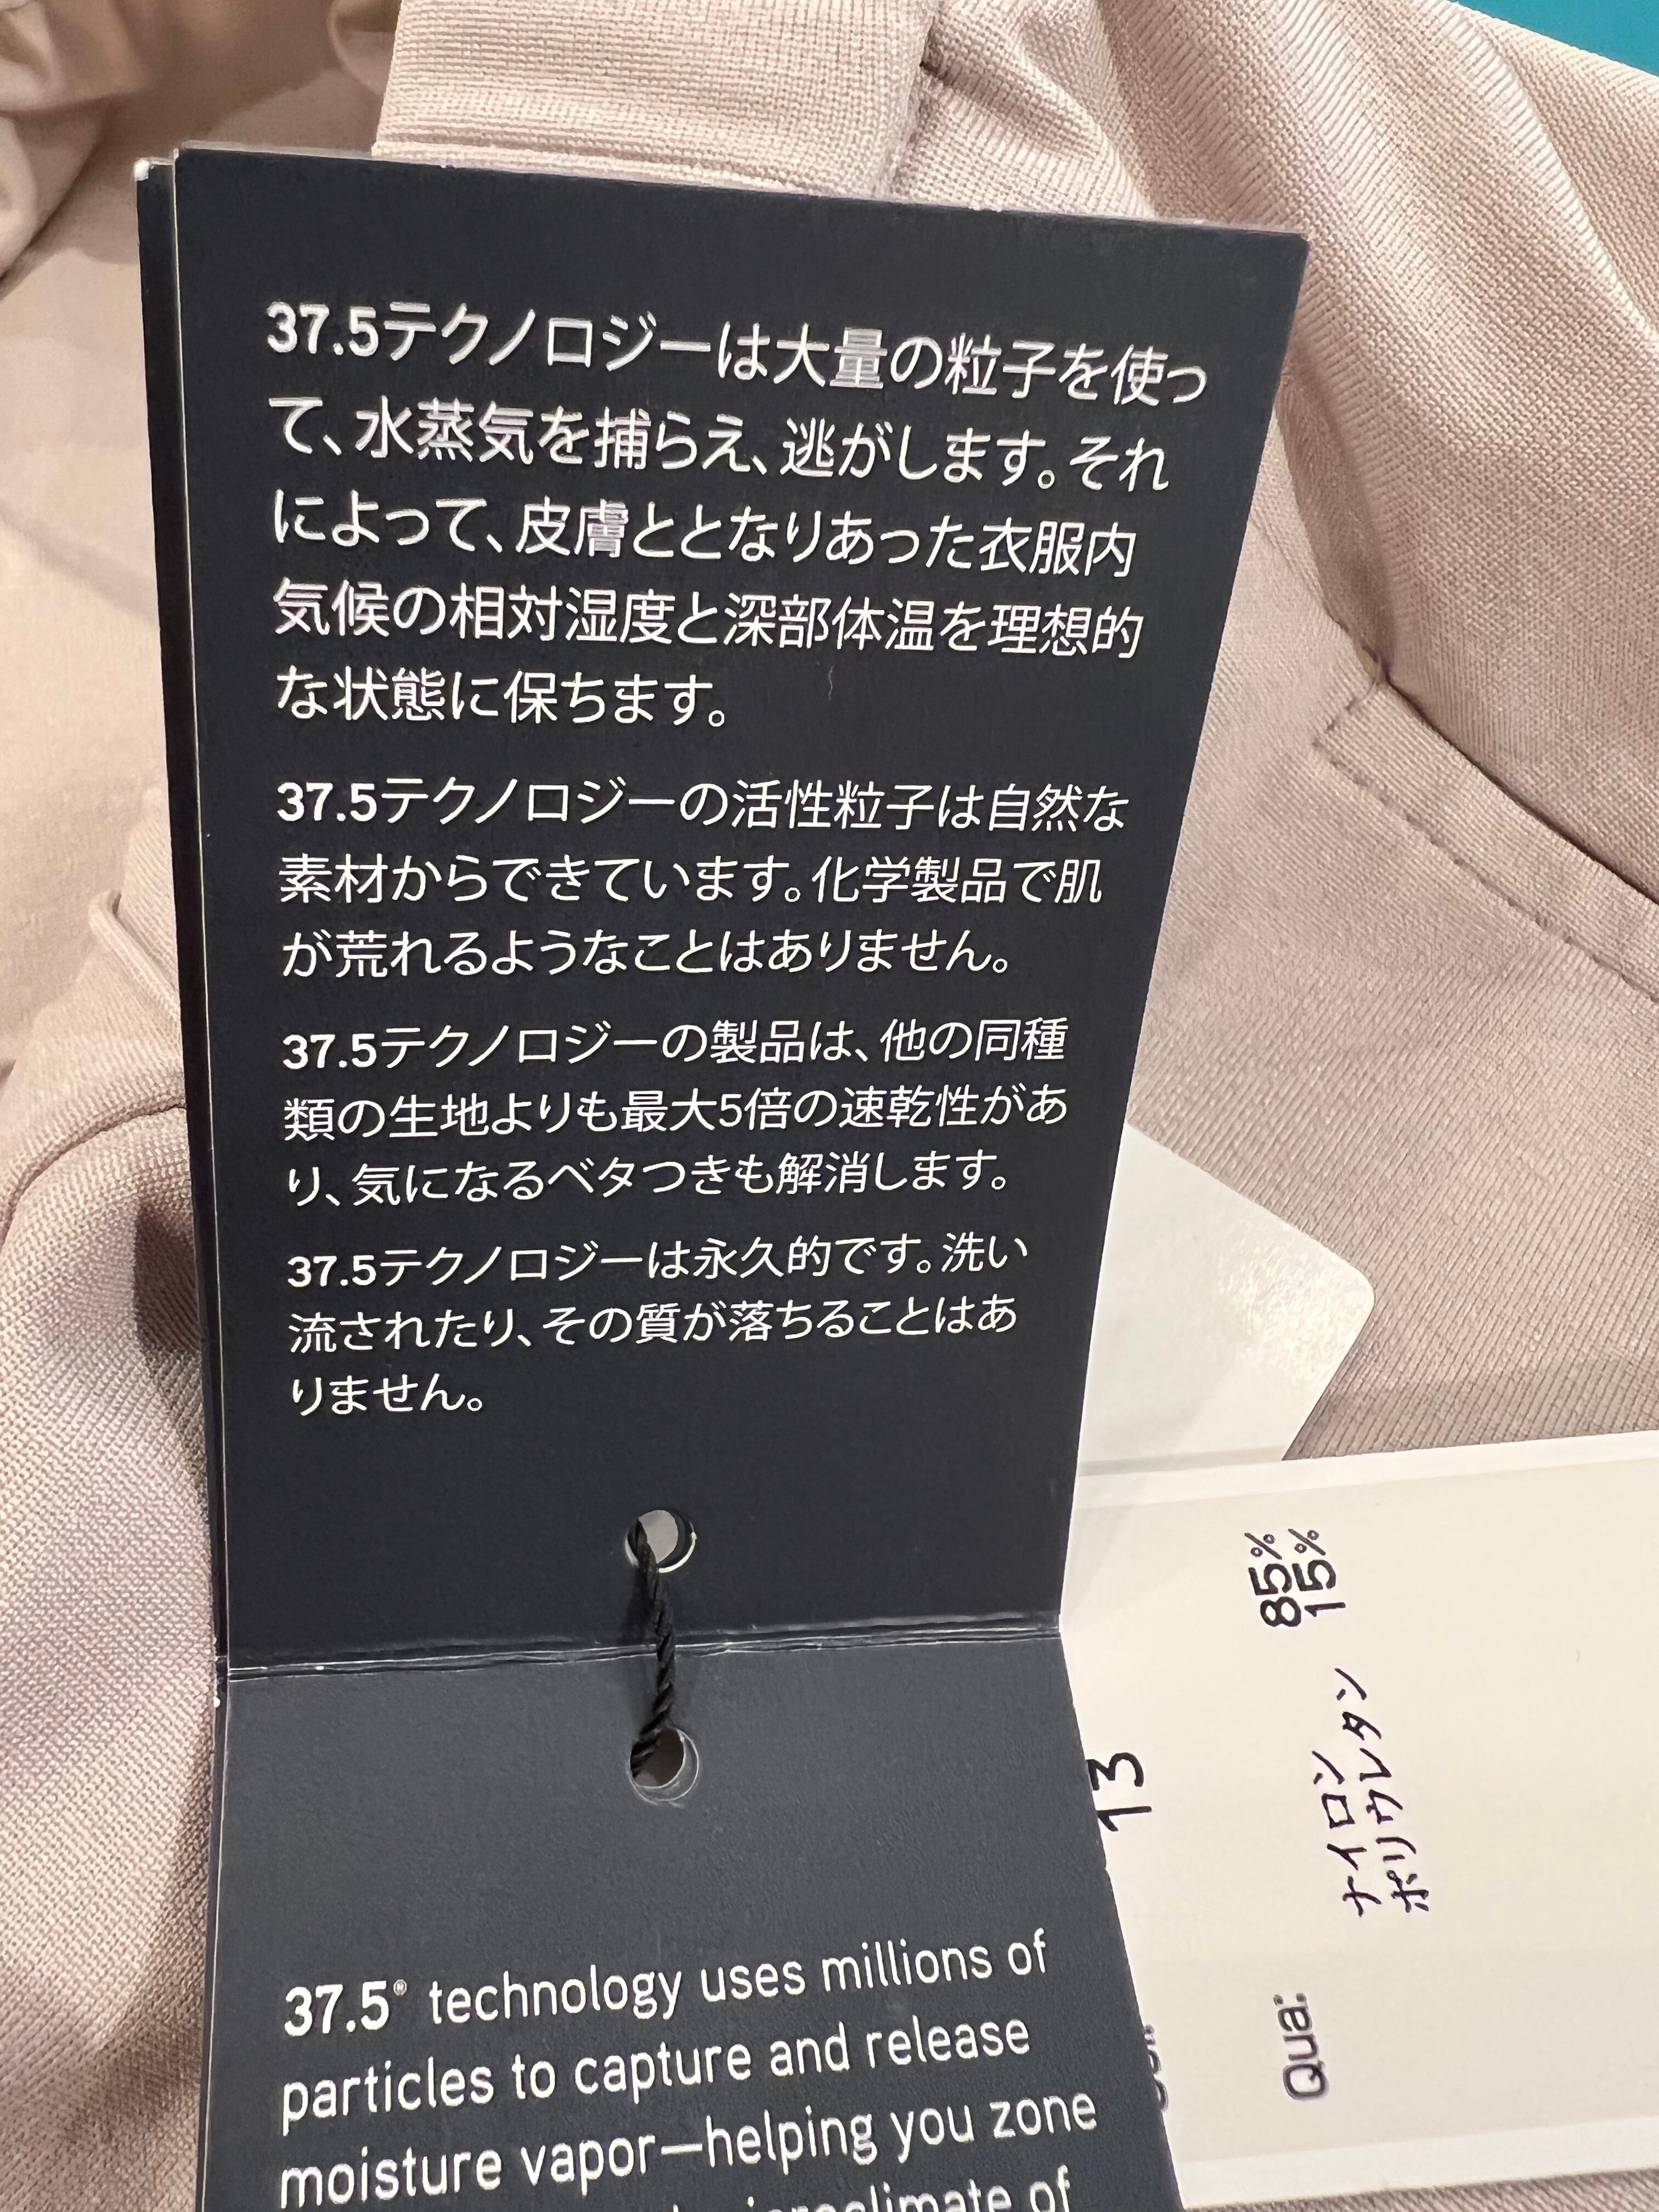 37.5テクノロジーは大量の粒子を使っ
て、水蒸気を捕らえ、逃がします。それ
によって、皮膚ととなりあった衣服内
気候の相対湿度と深部体温を理想的
な状態に保ちます。
37.5テクノロジーの活性粒子は自然な
素材からできています。化学製品で肌
が荒れるようなことはありません。
37.5テクノロジーの製品は、他の同種
類の生地よりも最大5倍の速乾性があ
り、気になるベタつきも解消します。
37.5テクノロジーは永久的です。洗い
流されたり、その質が落ちることはあ
りません。
37.5® technology uses millions of
particles to capture and release
moisture vapor—helping you zone
microclimate of
13
Qua: ナイロン 85%
ポリウレタン 15%